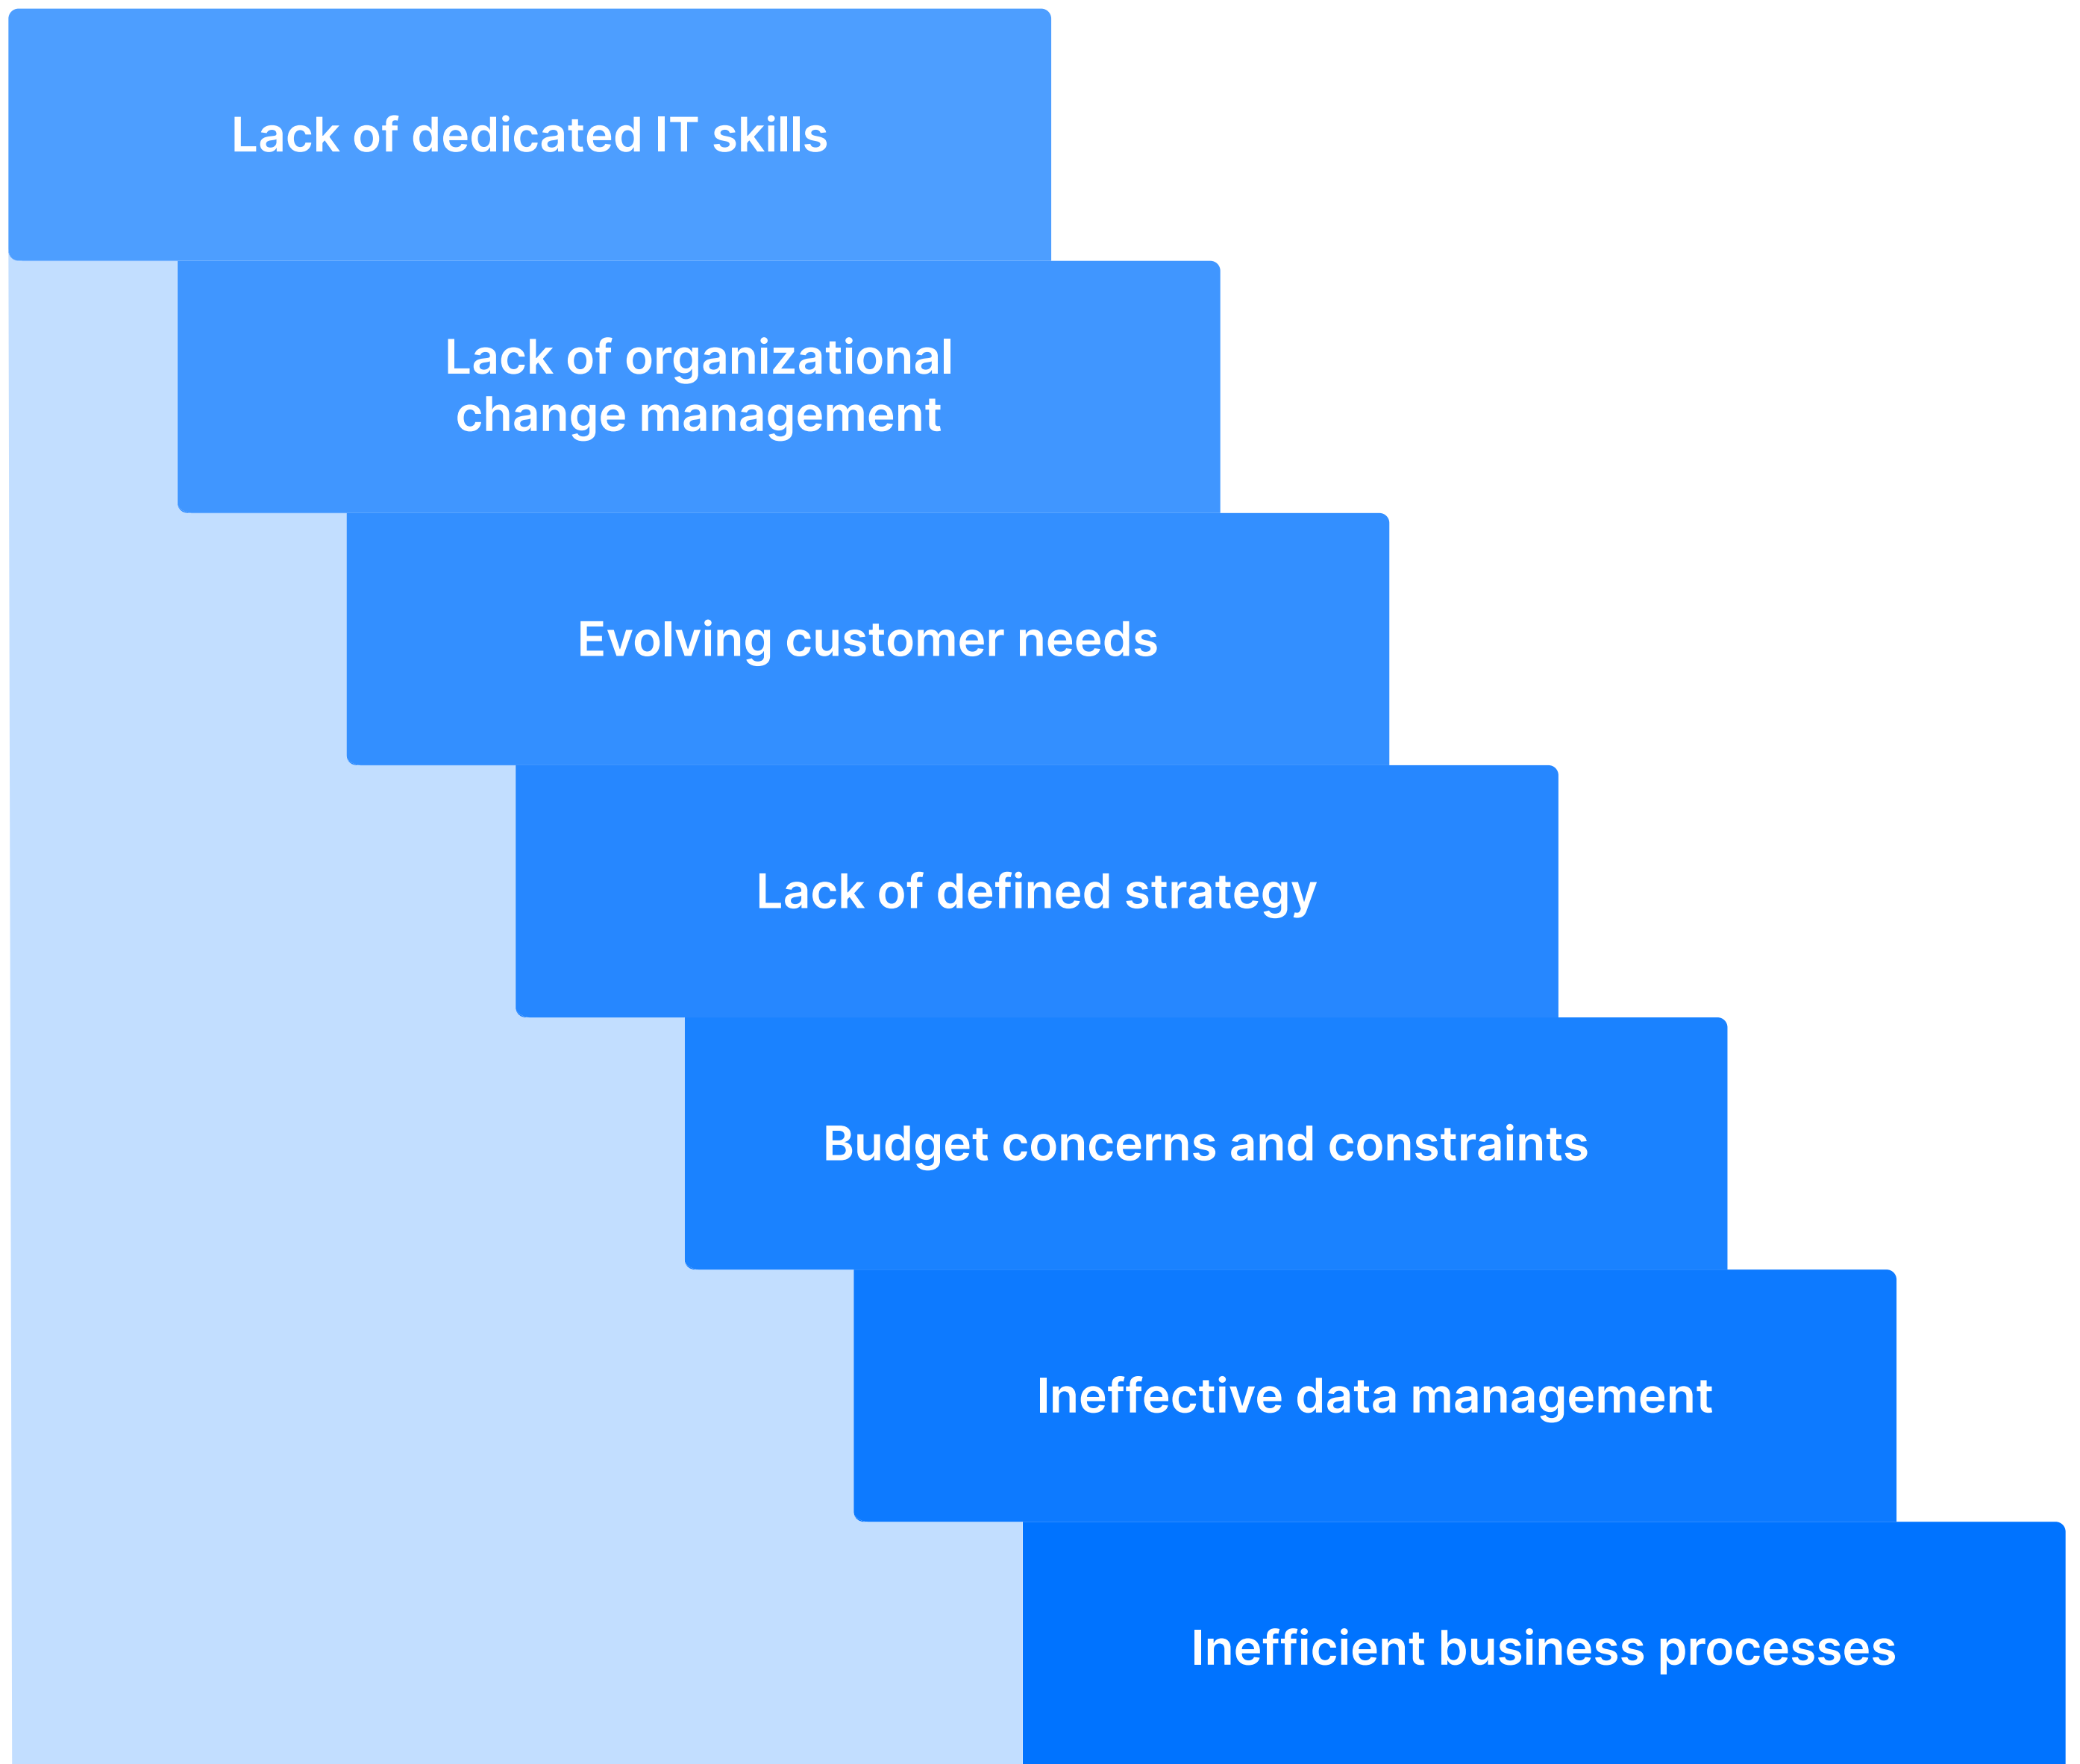 Lack of dedicated IT skills
Lack of organizational
change management
Evolving customer needs
Lack of defined strategy
Budget concerns and constraints
Ineffective data management
Inefficient business processes